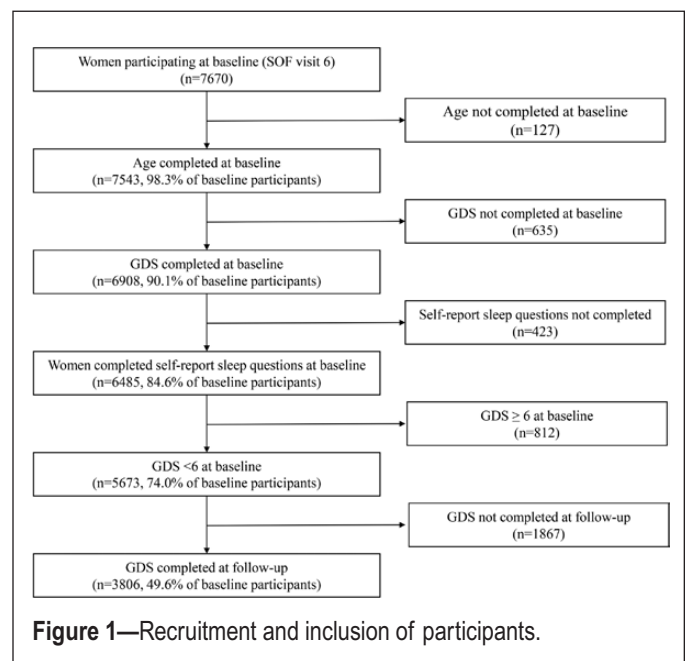 Women participating at baseline (SOF visit 6)
(n=7670)
Age not completed at baseline
(n=127)
Age completed at baseline
(n=7543, 98.3% of baseline participants)
GDS not completed at baseline
(n=635)
GDS completed at baseline
(n=6908, 90.1% of baseline participants)
Self-report sleep questions not completed
(n=423)
Women completed self-report sleep questions at baseline
(n=6485, 84.6% of baseline participants)
GDS ≥ 6 at baseline
(n=812)
GDS <6 at baseline
(n=5673, 74.0% of baseline participants)
GDS not completed at follow-up
(n=1867)
GDS completed at follow-up
(n=3806, 49.6% of baseline participants)
Figure 1—Recruitment and inclusion of participants.